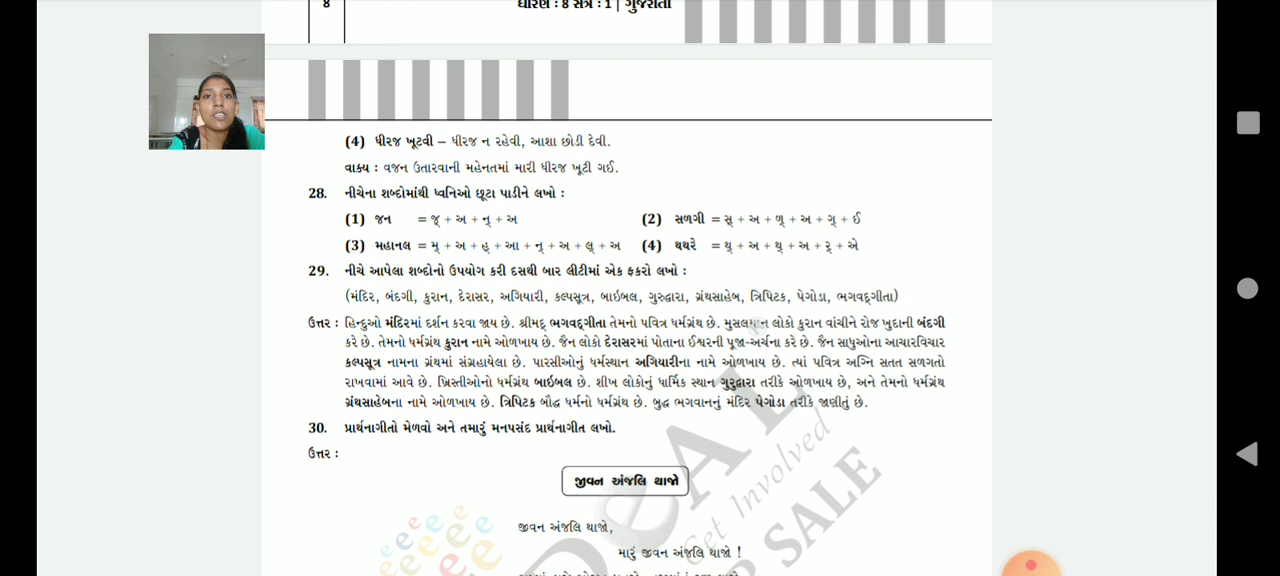 8
ધોરણ : 8 સત્ર : 1 | ગુજરાતી
(4) ધીરજ ખૂટવી – ધીરજ ન રહેવી, આશા છોડી દેવી.
વાક્ય : વજન ઉતારવાની મહેનતમાં મારી ધીરજ ખૂટી ગઈ.
28. નીચેના શબ્દોમાંથી ધ્વનિઓ છૂટા પાડીને લખો :
(1) જન = જ્ + અ + ન્ + અ (2) સળગી = સ્ + અ + ળ્ + અ + ગ્ + ઈ
(3) મહાનલ = મ્ + અ + હ્ + આ + ન્ + અ + લ્ + અ (4) થથરે = થ્ + અ + થ્ + અ + ર્ + એ
29. નીચે આપેલા શબ્દોનો ઉપયોગ કરી દસથી બાર લીટીમાં એક ફકરો લખો :
(મંદિર, બંદગી, કુરાન, દેરાસર, અગિયારી, કલ્પસૂત્ર, બાઇબલ, ગુરુદ્વારા, ગ્રંથસાહેબ, ત્રિપિટક, પેગોડા, ભગવદ્ગીતા)
ઉત્તર : હિન્દુઓ મંદિરમાં દર્શન કરવા જાય છે. શ્રીમદ્ ભગવદ્ગીતા તેમનો પવિત્ર ધર્મગ્રંથ છે. મુસલમાન લોકો કુરાન વાંચીને રોજ ખુદાની બંદગી
કરે છે. તેમનો ધર્મગ્રંથ કુરાન નામે ઓળખાય છે. જૈન લોકો દેરાસરમાં પોતાના ઈશ્વરની પૂજા-અર્ચના કરે છે. જૈન સાધુઓના આચારવિચાર
કલ્પસૂત્ર નામના ગ્રંથમાં સંગ્રહાયેલા છે. પારસીઓનું ધર્મસ્થાન અગિયારીના નામે ઓળખાય છે. ત્યાં પવિત્ર અગ્નિ સતત સળગતો
રાખવામાં આવે છે. ખ્રિસ્તીઓનો ધર્મગ્રંથ બાઇબલ છે. શીખ લોકોનું ધાર્મિક સ્થાન ગુરુદ્વારા તરીકે ઓળખાય છે, અને તેમનો ધર્મગ્રંથ
ગ્રંથસાહેબના નામે ઓળખાય છે. ત્રિપિટક બૌદ્ધ ધર્મનો ધર્મગ્રંથ છે. બુદ્ધ ભગવાનનું મંદિર પેગોડા તરીકે જાણીતું છે.
30. પ્રાર્થનાગીતો મેળવો અને તમારું મનપસંદ પ્રાર્થનાગીત લખો.
ઉત્તર :
જીવન અંજલિ થાજો
જીવન અંજલિ થાજો,
મારું જીવન અંજલિ થાજો !
Get Involved
SALE